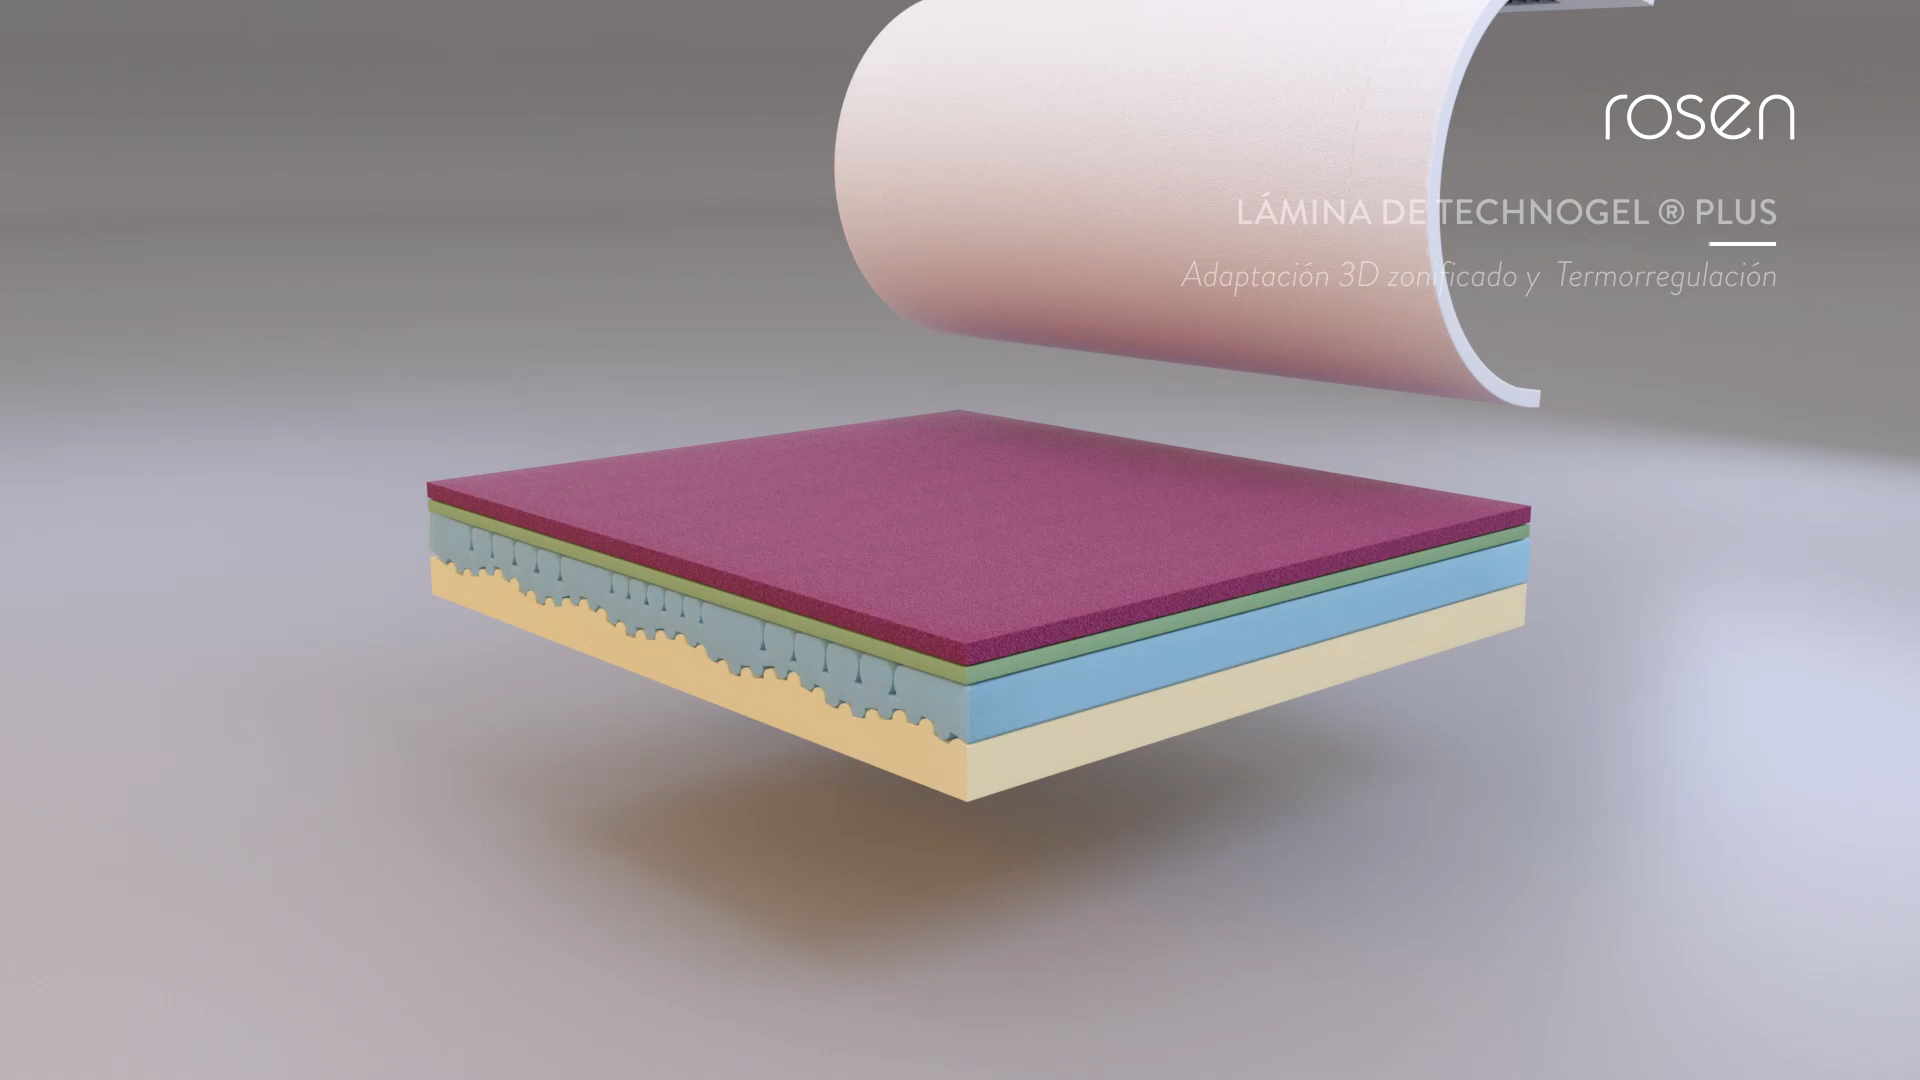 rosen
LÁMINA DE TECHNOGEL ® PLUS
Adaptación 3D zonificado y Termorregulación